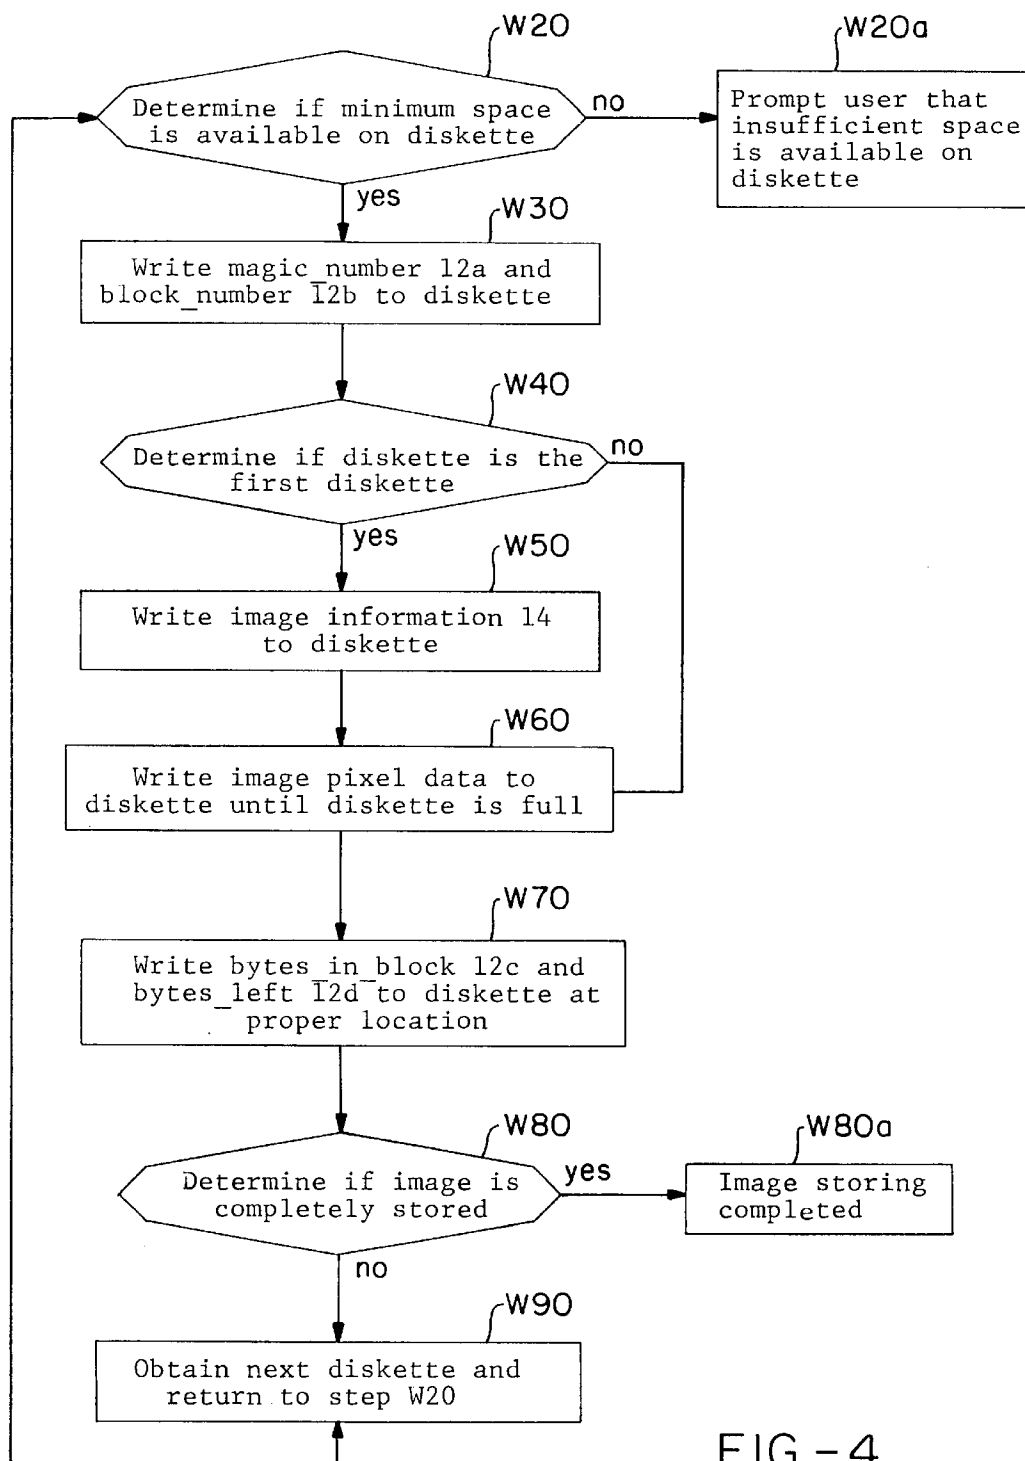 W20
W20a
Determine if minimum space
is available on diskette
no
Prompt user that
insufficient space
is available on
diskette
yes
W30
Write magic_number 12a and
block_number 12b to diskette
W40
Determine if diskette is the
first diskette
no
yes
W50
Write image information 14
to diskette
W60
Write image pixel data to
diskette until diskette is full
W70
Write bytes_in_block 12c and
bytes_left 12d to diskette at
proper location
W80
W80a
Determine if image is
completely stored
yes
Image storing
completed
no
W90
Obtain next diskette and
return to step W20
FIG-4